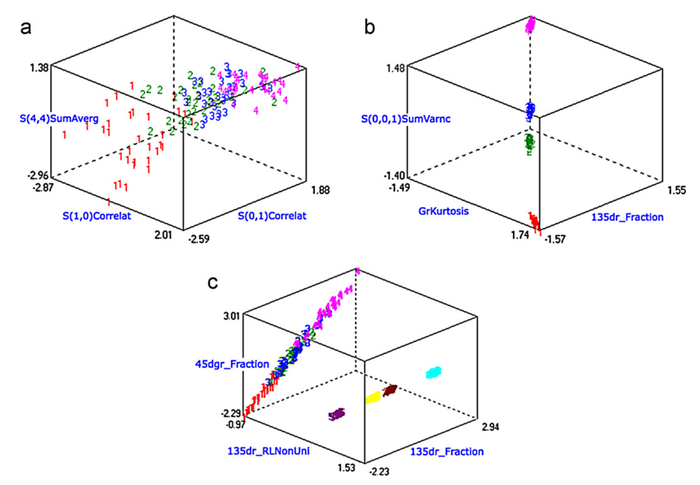 a
1.38
S(4,4)SumAverg
-2.96
-2.87
S(1,0)Correlat
2.01
-2.59
S(0,1)Correlat
1.88
b
1.48
S(0,0,1)SumVarnc
-1.40
-1.49
GrKurtosis
1.74
-1.57
135dr_Fraction
1.55
c
3.01
45dgr_Fraction
-2.29
-0.97
135dr_RLNonUni
1.53
-2.23
135dr_Fraction
2.94